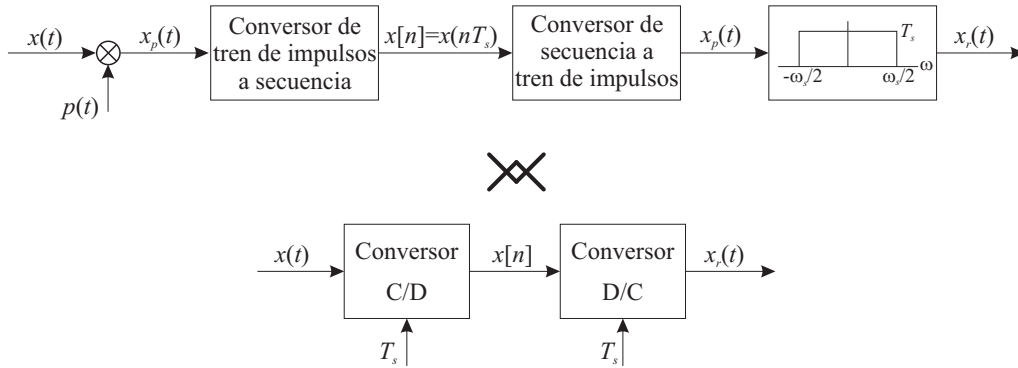 x(t)
x_p(t)
p(t)
Conversor de
tren de impulsos
a secuencia
x[n]=x(nT_s)
Conversor de
secuencia a
tren de impulsos
x_p(t)
T_s
-ω_s/2
ω_s/2
ω
x_r(t)
x(t)
Conversor
C/D
T_s
x[n]
Conversor
D/C
T_s
x_r(t)